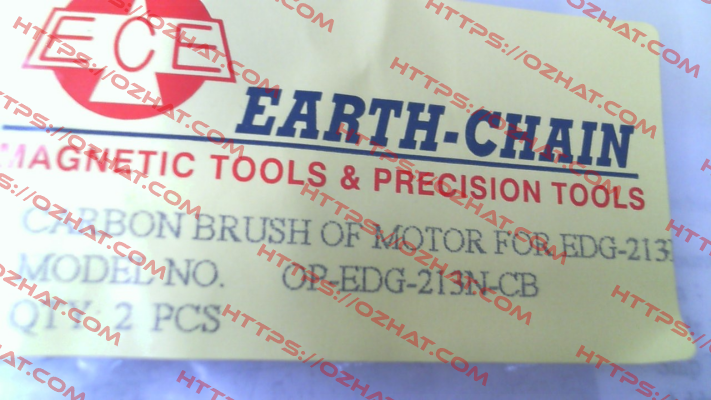 ECE
EARTH-CHAIN
MAGNETIC TOOLS & PRECISION TOOLS
CARBON BRUSH OF MOTOR FOR EDG-213
MODEL NO. OP-EDG-213N-CB
QTY 2 PCS
HTTPS://OZHAT.COM